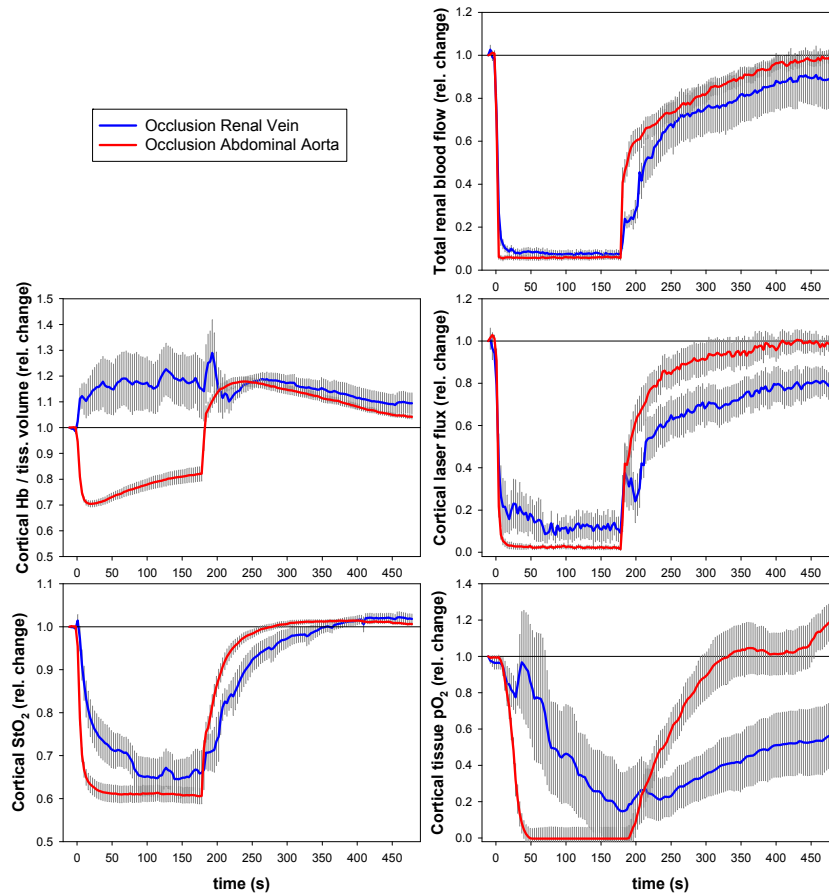 Occlusion Renal Vein
Occlusion Abdominal Aorta
Total renal blood flow (rel. change)
1.2
1.0
0.8
0.6
0.4
0.2
0.0
0 50 100 150 200 250 300 350 400 450
Cortical Hb / tiss. volume (rel. change)
1.5
1.4
1.3
1.2
1.1
1.0
0.9
0.8
0.7
0.6
0.5
0 50 100 150 200 250 300 350 400 450
Cortical laser flux (rel. change)
1.2
1.0
0.8
0.6
0.4
0.2
0.0
0 50 100 150 200 250 300 350 400 450
Cortical StO2 (rel. change)
1.1
1.0
0.9
0.8
0.7
0.6
0.5
0 50 100 150 200 250 300 350 400 450
time (s)
Cortical tissue pO2 (rel. change)
1.4
1.2
1.0
0.8
0.6
0.4
0.2
0.0
0 50 100 150 200 250 300 350 400 450
time (s)